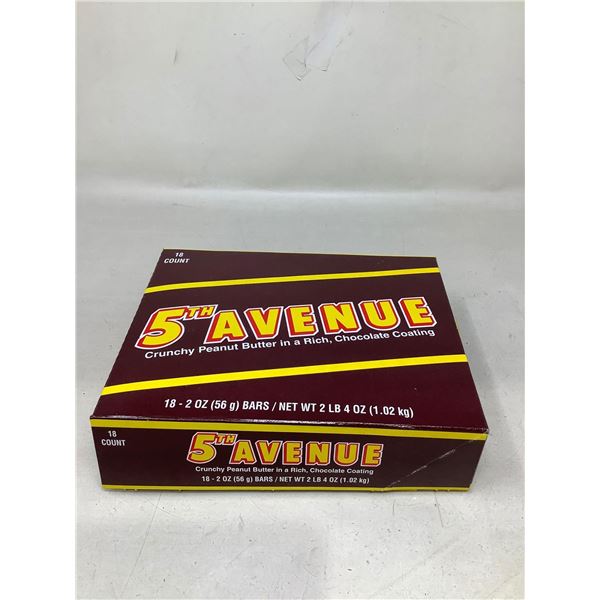 18
COUNT
5TH AVENUE
Crunchy Peanut Butter in a Rich, Chocolate Coating
18 - 2 OZ (56 g) BARS / NET WT 2 LB 4 OZ (1.02 kg)
18
COUNT
5TH AVENUE
Crunchy Peanut Butter in a Rich, Chocolate Coating
18 - 2 OZ (56 g) BARS / NET WT 2 LB 4 OZ (1.02 kg)